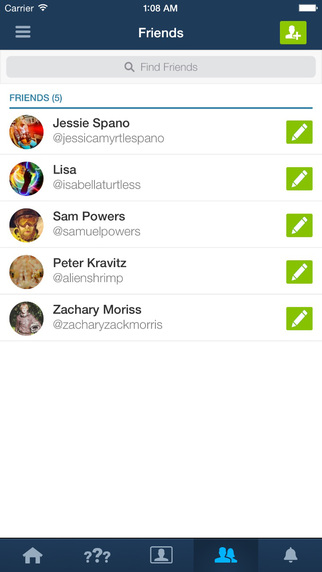 Carrier 1:08 AM
Friends
Find Friends
FRIENDS (5)
Jessie Spano
@jessicamyrtlespano
Lisa
@isabellaturtless
Sam Powers
@samuelpowers
Peter Kravitz
@alienshrimp
Zachary Moriss
@zacharyzackmorris
???